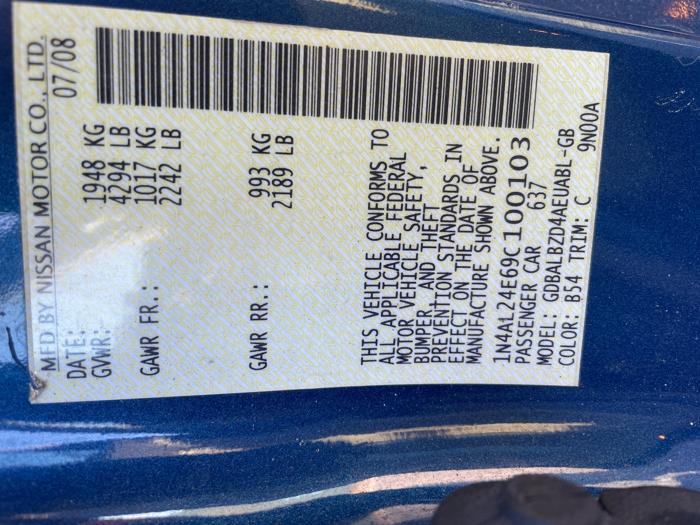 MFD BY NISSAN MOTOR CO., LTD.
DATE: 07/08
GVWR: 1948 KG
4294 LB
GAWR FR.: 1017 KG
2242 LB
GAWR RR.: 993 KG
2189 LB
THIS VEHICLE CONFORMS TO
ALL APPLICABLE FEDERAL
MOTOR VEHICLE SAFETY,
BUMPER, AND THEFT
PREVENTION STANDARDS IN
EFFECT ON THE DATE OF
MANUFACTURE SHOWN ABOVE.
1N4AL24E69C100103
PASSENGER CAR 637
MODEL: GDBALBZD4AEUABL-GB
COLOR: B54 TRIM: C 9N00A